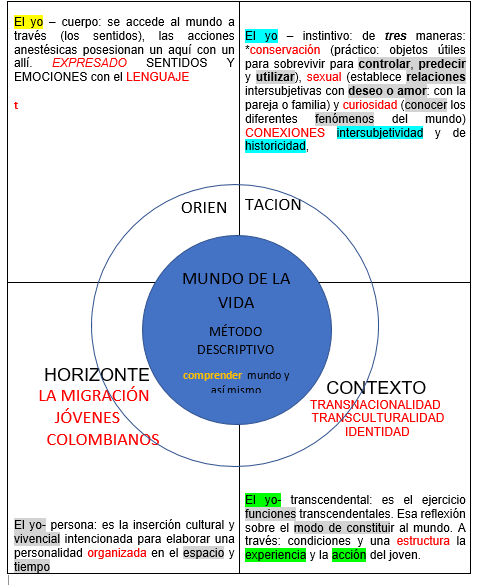 El yo – cuerpo: se accede al mundo a
través (los sentidos), las acciones
anestésicas posesionan un aquí con un
allí. EXPRESADO SENTIDOS Y
EMOCIONES con el LENGUAJE
t
El yo – instintivo: de tres maneras:
*conservación (práctico: objetos útiles
para sobrevivir para controlar, predecir
y utilizar), sexual (establece relaciones
intersubjetivas con deseo o amor: con la
pareja o familia) y curiosidad (conocer los
diferentes fenómenos del mundo)
CONEXIONES intersubjetividad y de
historicidad,
ORIEN TACION
MUNDO DE LA
VIDA
MÉTODO
DESCRIPTIVO
comprender mundo y
así mismo
HORIZONTE
LA MIGRACIÓN
JÓVENES
COLOMBIANOS
CONTEXTO
TRANSNACIONALIDAD
TRANSCULTURALIDAD
IDENTIDAD
El yo- persona: es la inserción cultural y
vivencial intencionada para elaborar una
personalidad organizada en el espacio y
tiempo
El yo- transcendental: es el ejercicio
funciones transcendentales. Esa reflexión
sobre el modo de constituir al mundo. A
través: condiciones y una estructura la
experiencia y la acción del joven.